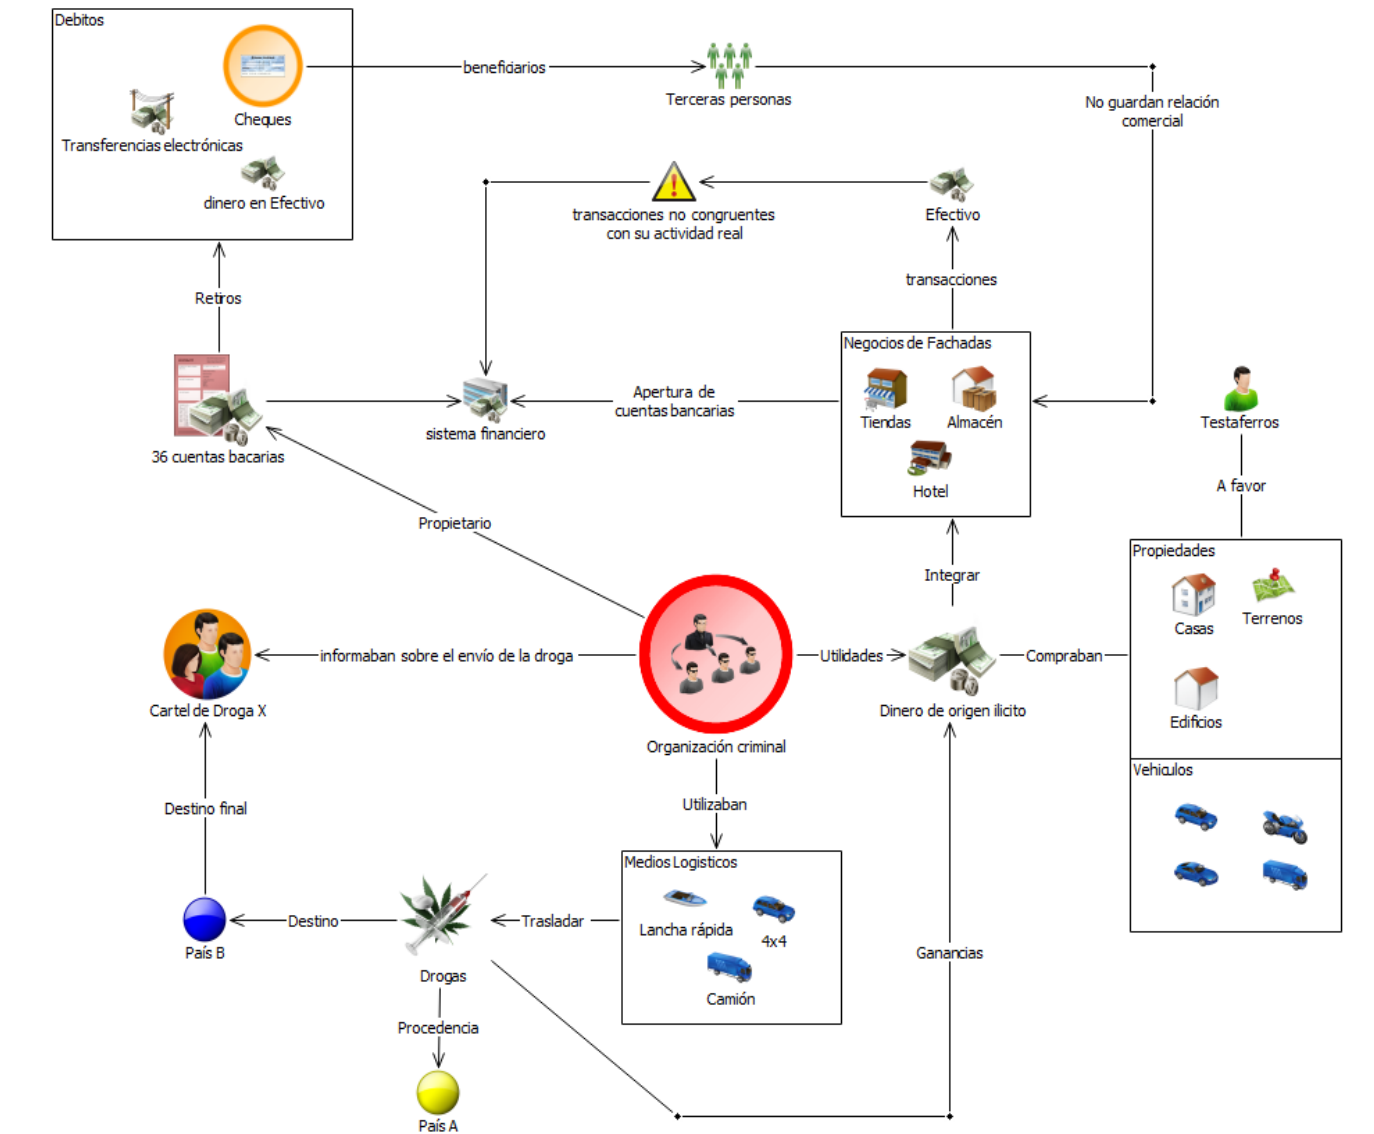 Debitos
Cheques
Transferencias electrónicas
dinero en Efectivo
beneficiarios
Terceras personas
No guardan relación
comercial
transacciones no congruentes
con su actividad real
Efectivo
transacciones
Retiros
Negocios de Fachadas
Tiendas
Almacén
Hotel
Apertura de
cuentas bancarias
sistema financiero
36 cuentas bacarias
Testaferros
A favor
Propietario
Integrar
Propiedades
Casas
Terrenos
Edificios
Vehiculos
informaban sobre el envío de la droga
Cartel de Droga X
Organización criminal
Utilidades
Dinero de origen ilicito
Compraban
Destino final
Utilizaban
Medios Logisticos
Lancha rápida
4x4
Camión
Trasladar
Destino
País B
Drogas
Ganancias
Procedencia
País A